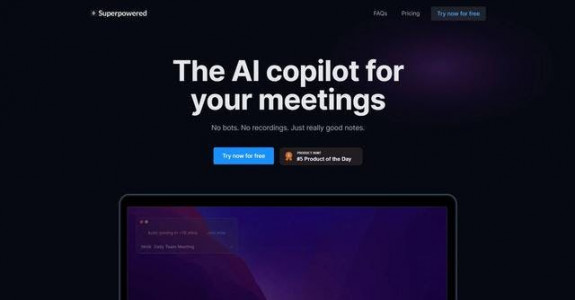 Superpowered
FAQs
Pricing
Try now for free
The AI copilot for
your meetings
No bots. No recordings. Just really good notes.
Try now for free
PRODUCT HUNT
#5 Product of the Day
Daily Team Meeting